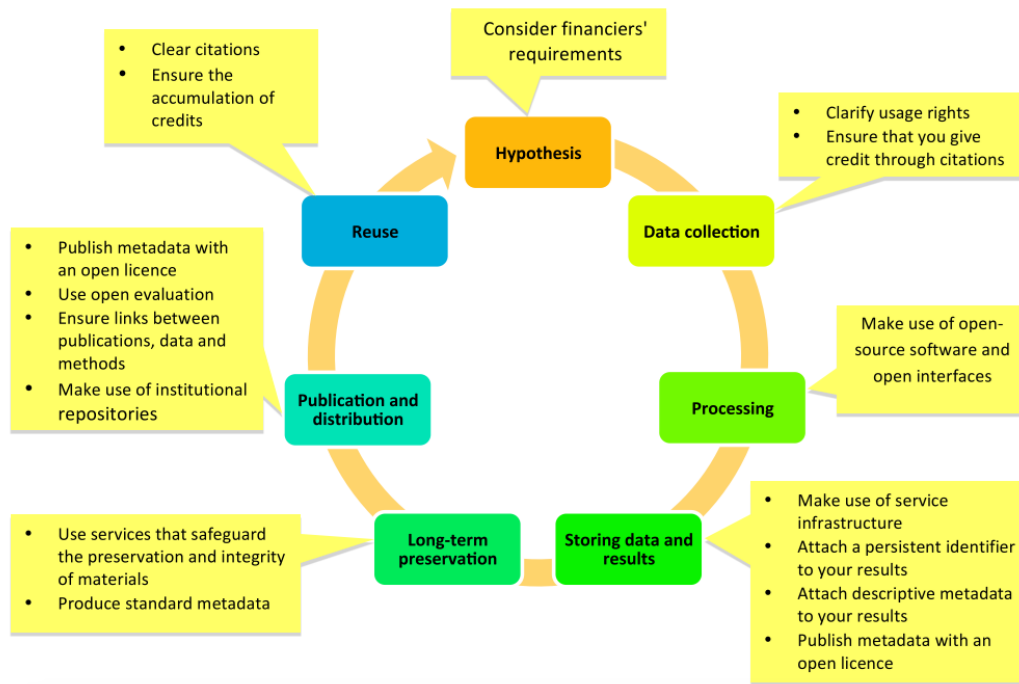 Consider financiers'
requirements
Hypothesis
• Clarify usage rights
• Ensure that you give
credit through citations
Data collection
Make use of open-
source software and
open interfaces
Processing
• Make use of service
infrastructure
• Attach a persistent identifier
to your results
• Attach descriptive metadata
to your results
• Publish metadata with an
open licence
Storing data and
results
• Use services that safeguard
the preservation and integrity
of materials
• Produce standard metadata
Long-term
preservation
• Publish metadata with
an open licence
• Use open evaluation
• Ensure links between
publications, data and
methods
• Make use of institutional
repositories
Publication and
distribution
• Clear citations
• Ensure the
accumulation of
credits
Reuse